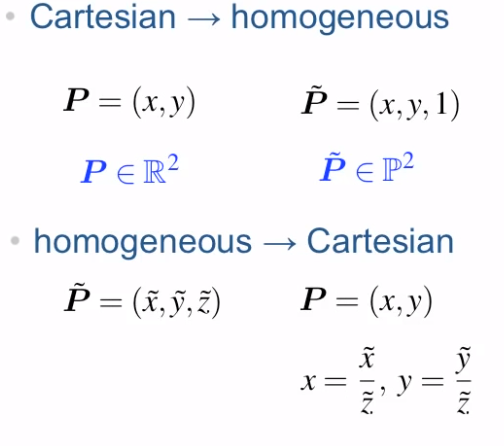 • Cartesian → homogeneous
P = (x, y) P̃ = (x, y, 1)
P ∈ ℝ² P̃ ∈ ℙ²
• homogeneous → Cartesian
P̃ = (x̃, ỹ, z̃) P = (x, y)
x = x̃/z̃, y = ỹ/z̃